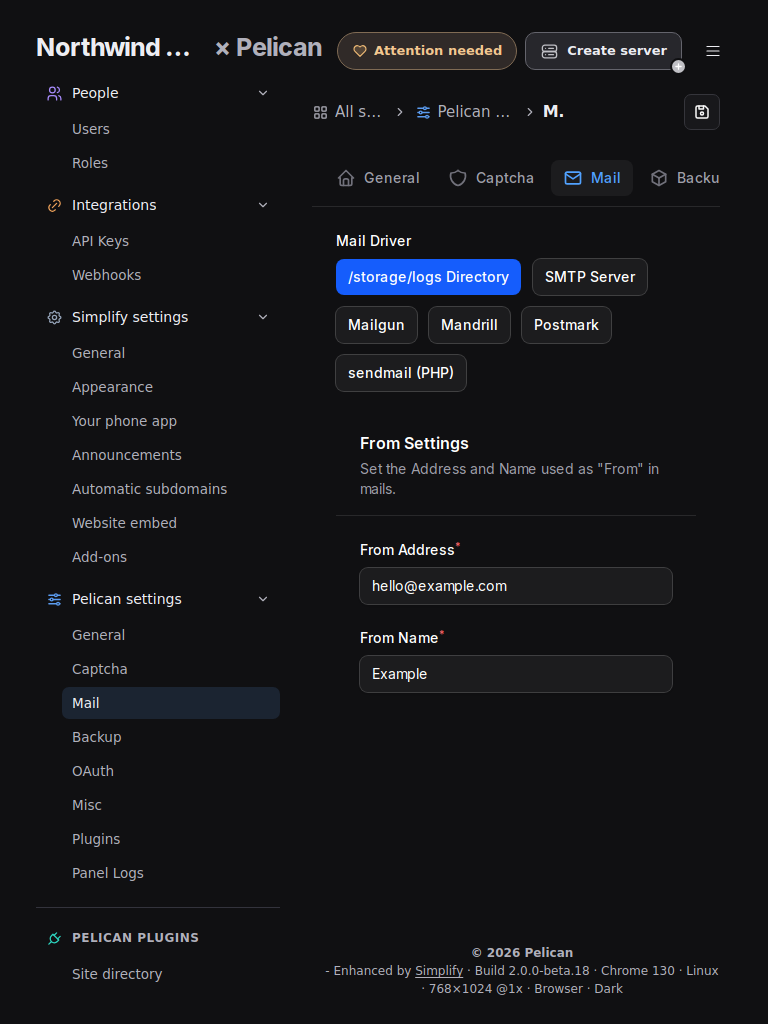 Northwind ... × Pelican
Attention needed
Create server
People
Users
Roles
Integrations
API Keys
Webhooks
Simplify settings
General
Appearance
Your phone app
Announcements
Automatic subdomains
Website embed
Add-ons
Pelican settings
General
Captcha
Mail
Backup
OAuth
Misc
Plugins
Panel Logs
PELICAN PLUGINS
Site directory
All s... > Pelican ... > M.
General
Captcha
Mail
Backu
Mail Driver
/storage/logs Directory
SMTP Server
Mailgun
Mandrill
Postmark
sendmail (PHP)
From Settings
Set the Address and Name used as "From" in
mails.
From Address*
hello@example.com
From Name*
Example
© 2026 Pelican
- Enhanced by Simplify · Build 2.0.0-beta.18 · Chrome 130 · Linux
· 768×1024 @1x · Browser · Dark